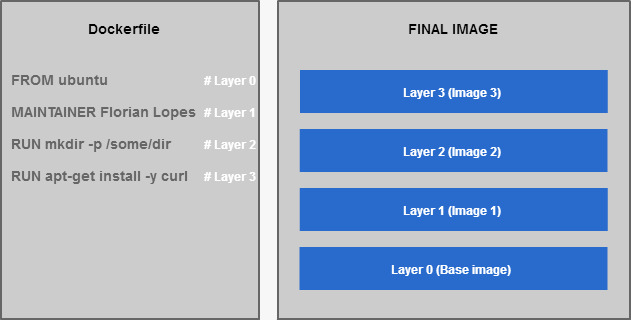 Dockerfile
FROM ubuntu # Layer 0
MAINTAINER Florian Lopes # Layer 1
RUN mkdir -p /some/dir # Layer 2
RUN apt-get install -y curl # Layer 3
FINAL IMAGE
Layer 3 (Image 3)
Layer 2 (Image 2)
Layer 1 (Image 1)
Layer 0 (Base image)